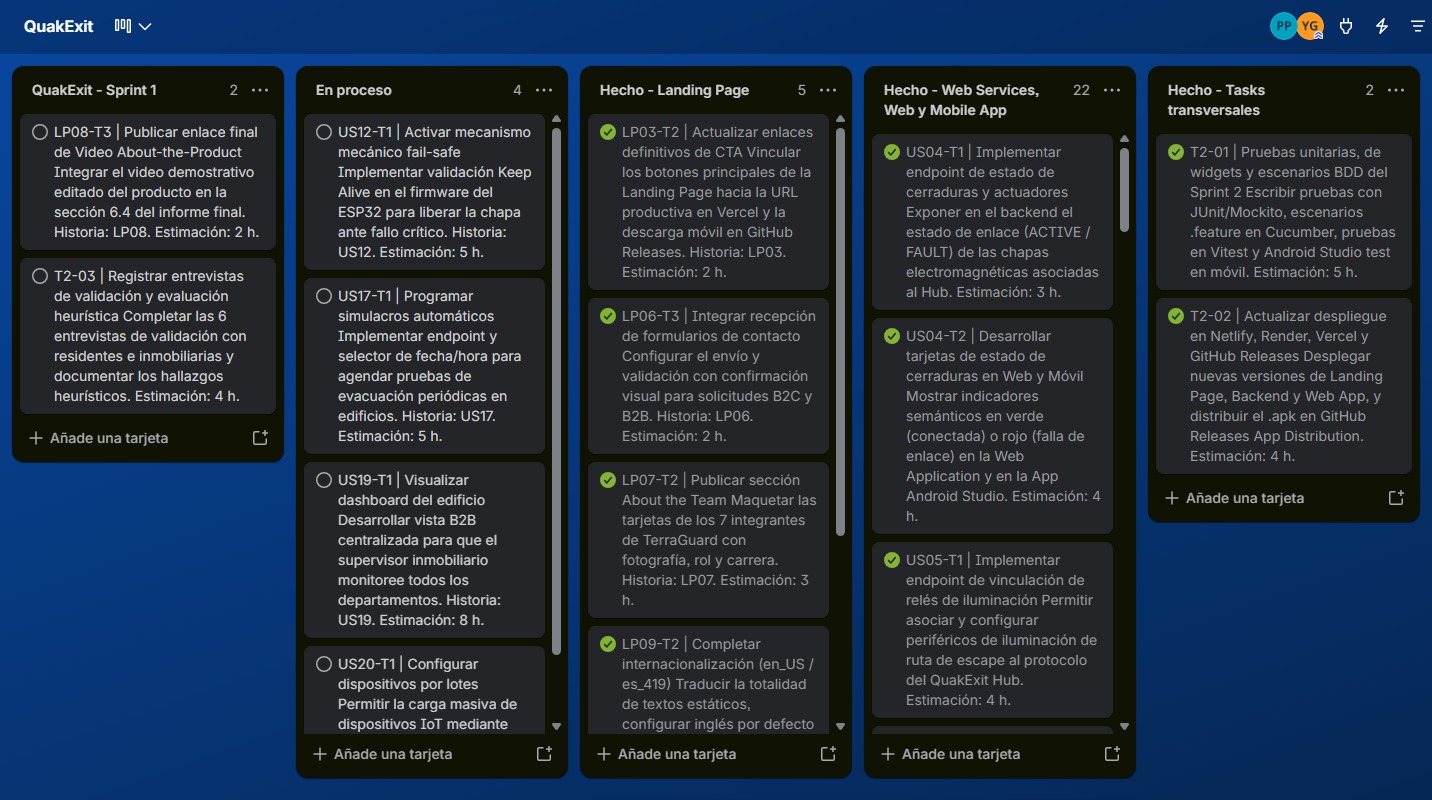 QuakExit
PP
YG
QuakExit - Sprint 1
2
LP08-T3 | Publicar enlace final
de Video About-the-Product
Integrar el video demostrativo
editado del producto en la
sección 6.4 del informe final.
Historia: LP08. Estimación: 2 h.
T2-03 | Registrar entrevistas
de validación y evaluación
heurística Completar las 6
entrevistas de validación con
residentes e inmobiliarias y
documentar los hallazgos
heurísticos. Estimación: 4 h.
Añade una tarjeta
En proceso
4
US12-T1 | Activar mecanismo
mecánico fail-safe
Implementar validación Keep
Alive en el firmware del
ESP32 para liberar la chapa
ante fallo crítico. Historia:
US12. Estimación: 5 h.
US17-T1 | Programar
simulacros automáticos
Implementar endpoint y
selector de fecha/hora para
agendar pruebas de
evacuación periódicas en
edificios. Historia: US17.
Estimación: 5 h.
US19-T1 | Visualizar
dashboard del edificio
Desarrollar vista B2B
centralizada para que el
supervisor inmobiliario
monitoree todos los
departamentos. Historia:
US19. Estimación: 8 h.
US20-T1 | Configurar
dispositivos por lotes
Permitir la carga masiva de
dispositivos IoT mediante
Añade una tarjeta
Hecho - Landing Page
5
LP03-T2 | Actualizar enlaces
definitivos de CTA Vincular
los botones principales de la
Landing Page hacia la URL
productiva en Vercel y la
descarga móvil en GitHub
Releases. Historia: LP03.
Estimación: 2 h.
LP06-T3 | Integrar recepción
de formularios de contacto
Configurar el envío y
validación con confirmación
visual para solicitudes B2C y
B2B. Historia: LP06.
Estimación: 2 h.
LP07-T2 | Publicar sección
About the Team Maquetar las
tarjetas de los 7 integrantes
de TerraGuard con
fotografía, rol y carrera.
Historia: LP07. Estimación: 3
h.
LP09-T2 | Completar
internacionalización (en_US /
es_419) Traducir la totalidad
de textos estáticos,
configurar inglés por defecto
Añade una tarjeta
Hecho - Web Services,
Web y Mobile App
22
US04-T1 | Implementar
endpoint de estado de
cerraduras y actuadores
Exponer en el backend el
estado de enlace (ACTIVE /
FAULT) de las chapas
electromagnéticas asociadas
al Hub. Estimación: 3 h.
US04-T2 | Desarrollar
tarjetas de estado de
cerraduras en Web y Móvil
Mostrar indicadores
semánticos en verde
(conectada) o rojo (falla de
enlace) en la Web
Application y en la App
Android Studio. Estimación: 4
h.
US05-T1 | Implementar
endpoint de vinculación de
relés de iluminación Permitir
asociar y configurar
periféricos de iluminación de
ruta de escape al protocolo
del QuakExit Hub.
Estimación: 4 h.
Añade una tarjeta
Hecho - Tasks
transversales
2
T2-01 | Pruebas unitarias, de
widgets y escenarios BDD del
Sprint 2 Escribir pruebas con
JUnit/Mockito, escenarios
.feature en Cucumber, pruebas
en Vitest y Android Studio test
en móvil. Estimación: 5 h.
T2-02 | Actualizar despliegue
en Netlify, Render, Vercel y
GitHub Releases Desplegar
nuevas versiones de Landing
Page, Backend y Web App, y
distribuir el .apk en GitHub
Releases App Distribution.
Estimación: 4 h.
Añade una tarjeta